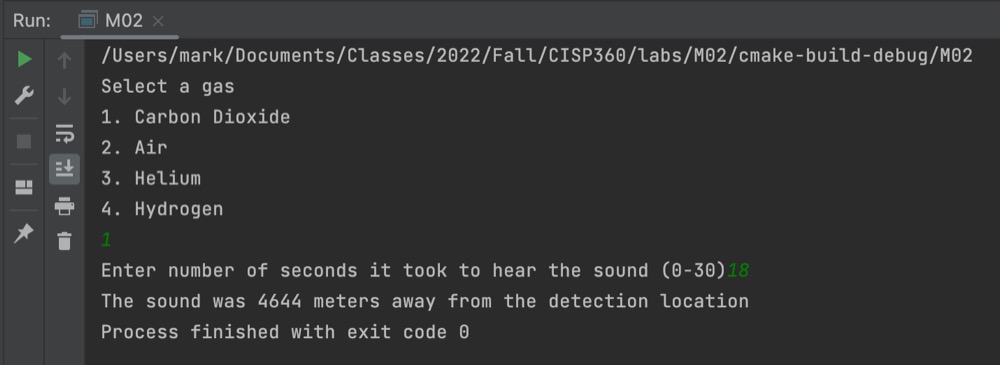 Run: M02
/Users/mark/Documents/Classes/2022/Fall/CISP360/labs/M02/cmake-build-debug/M02
Select a gas
1. Carbon Dioxide
2. Air
3. Helium
4. Hydrogen
1
Enter number of seconds it took to hear the sound (0-30)18
The sound was 4644 meters away from the detection location
Process finished with exit code 0